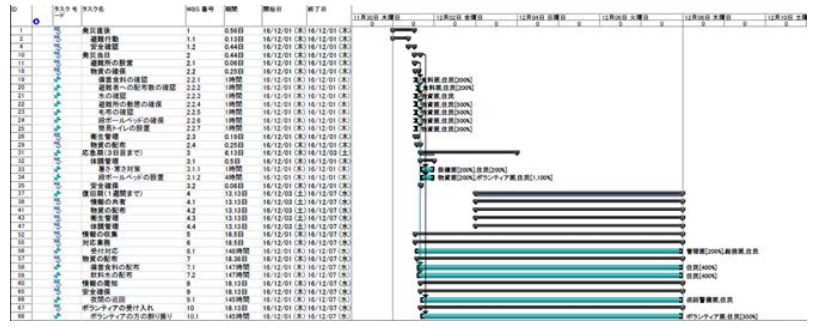 ID タスク モード タスク名 WBS 番号 期間 開始日 終了日 11月30日 木曜日 12月02日 金曜日 12月04日 日曜日 12月06日 火曜日 12月08日 木曜日 12月10日 土曜
1 発災直後 1 0.56日 16/12/01 (木) 16/12/01 (木)
2 避難行動 1.1 0.13日 16/12/01 (木) 16/12/01 (木)
4 安全確認 1.2 0.44日 16/12/01 (木) 16/12/01 (木)
10 発災当日 2 0.44日 16/12/01 (木) 16/12/01 (木)
11 避難所の設置 2.1 0.06日 16/12/01 (木) 16/12/01 (木)
18 物資の確保 2.2 0.25日 16/12/01 (木) 16/12/01 (木)
19 備蓄食料の確認 2.2.1 1時間 16/12/01 (木) 16/12/01 (木) 食料班,住民[200%]
20 避難者への配布数の確認 2.2.2 1時間 16/12/01 (木) 16/12/01 (木) 食料班,住民[200%]
21 水の確認 2.2.3 1時間 16/12/01 (木) 16/12/01 (木) 物資班,住民
22 避難所の敷居の確保 2.2.4 1時間 16/12/01 (木) 16/12/01 (木) 物資班,住民[500%]
23 毛布の確認 2.2.5 1時間 16/12/01 (木) 16/12/01 (木) 物資班,住民[300%]
24 段ボールベッドの確保 2.2.6 1時間 16/12/01 (木) 16/12/01 (木) 物資班,住民[500%]
25 簡易トイレの設置 2.2.7 1時間 16/12/01 (木) 16/12/01 (木) 物資班,住民[300%]
26 衛生管理 2.3 0.19日 16/12/01 (木) 16/12/01 (木)
物資の配布 2.4 0.25日 16/12/01 (木) 16/12/01 (木)
応急期(3日目まで) 3 2.13日 16/12/01 (木) 16/12/03 (土)
32 体調管理 3.1 0.5日 16/12/01 (木) 16/12/01 (木)
33 暑さ・寒さ対策 3.1.1 1時間 16/12/01 (木) 16/12/01 (木) 保健班[200%],住民[200%]
34 段ボールベッドの設置 3.1.2 4時間 16/12/01 (木) 16/12/01 (木) 物資班[200%],ボランティア班,住民[1,100%]
35 安全確保 3.2 0.06日 16/12/01 (木) 16/12/01 (木)
37 復旧期(1週間まで) 4 13.13日 16/12/03 (土) 16/12/07 (水)
38 情報の共有 4.1 13.13日 16/12/03 (土) 16/12/07 (水)
41 物資の配布 4.2 13.13日 16/12/03 (土) 16/12/07 (水)
43 衛生管理 4.3 13.13日 16/12/03 (土) 16/12/07 (水)
47 体調管理 4.4 13.13日 16/12/03 (土) 16/12/07 (水)
52 情報の収集 5 18.5日 16/12/01 (木) 16/12/07 (水)
55 対応業務 6 18.5日 16/12/01 (木) 16/12/07 (水)
56 受付対応 6.1 148時間 16/12/01 (木) 16/12/07 (水) 管理班[200%],総務班,住民
57 物資の配布 7 18.38日 16/12/01 (木) 16/12/07 (水)
58 備蓄食料の配布 7.1 147時間 16/12/01 (木) 16/12/07 (水) 住民[400%]
59 飲料水の配布 7.2 147時間 16/12/01 (木) 16/12/07 (水) 住民[400%]
60 情報の周知 8 18.13日 16/12/01 (木) 16/12/07 (水)
65 安全確保 9 18.13日 16/12/01 (木) 16/12/07 (水)
66 夜間の巡回 9.1 145時間 16/12/01 (木) 16/12/07 (水) 巡回警備班,住民
67 ボランティアの受け入れ 10 18.13日 16/12/01 (木) 16/12/07 (水)
68 ボランティアの方の割り振り 10.1 145時間 16/12/01 (木) 16/12/07 (水) ボランティア班,住民[300%]